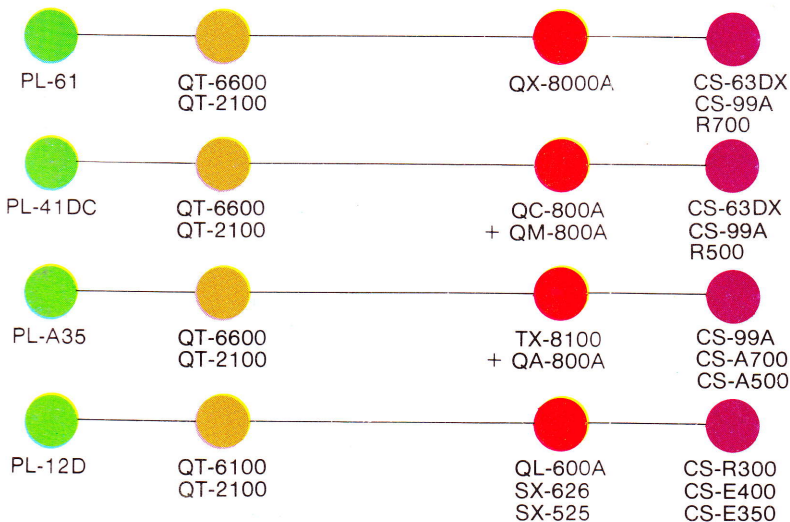 PL-61 QT-6600 QX-8000A CS-63DX
QT-2100 CS-99A
R700
PL-41DC QT-6600 QC-800A CS-63DX
QT-2100 + QM-800A CS-99A
R500
PL-A35 QT-6600 TX-8100 CS-99A
QT-2100 + QA-800A CS-A700
CS-A500
PL-12D QT-6100 QL-600A CS-R300
QT-2100 SX-626 CS-E400
SX-525 CS-E350